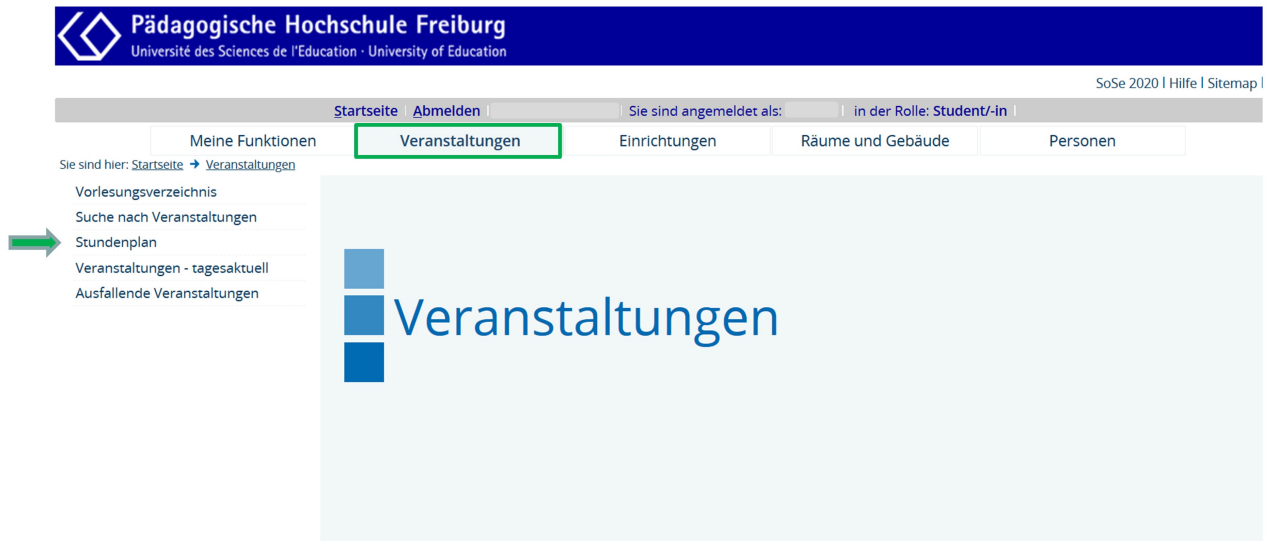 Pädagogische Hochschule Freiburg
Université des Sciences de l'Education · University of Education
SoSe 2020 | Hilfe | Sitemap |
Startseite | Abmelden | | Sie sind angemeldet als: | in der Rolle: Student/-in |
Meine Funktionen Veranstaltungen Einrichtungen Räume und Gebäude Personen
Sie sind hier: Startseite → Veranstaltungen
Vorlesungsverzeichnis
Suche nach Veranstaltungen
Stundenplan
Veranstaltungen - tagesaktuell
Ausfallende Veranstaltungen
Veranstaltungen